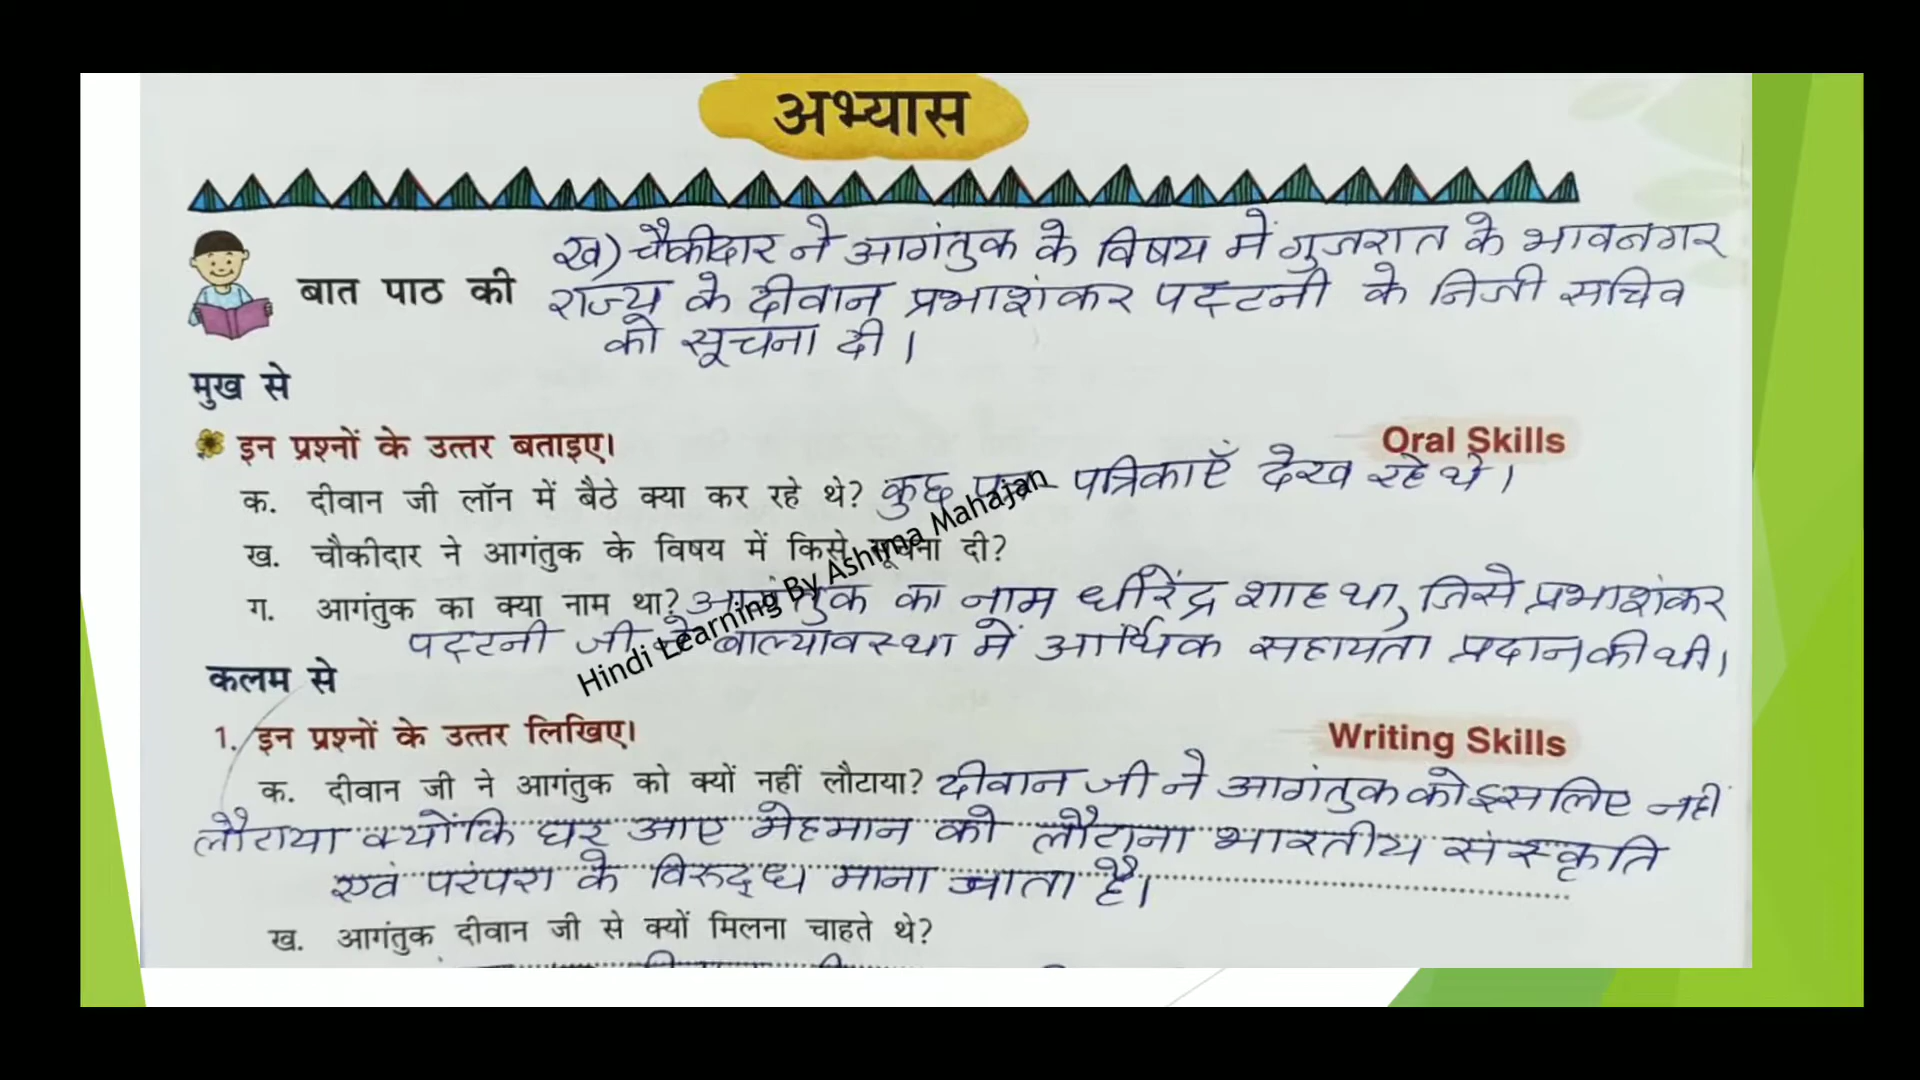 अभ्यास
ख) चौकीदार ने आगंतुक के विषय में गुजरात के भावनगर
बात पाठ की
राज्य के दीवान प्रभाशंकर पट्टनी के निजी सचिव
को सूचना दी।
मुख से
इन प्रश्नों के उत्तर बताइए।
Oral Skills
क. दीवान जी लॉन में बैठे क्या कर रहे थे? कुछ पत्र - पत्रिकाएँ देख रहे थे।
ख. चौकीदार ने आगंतुक के विषय में किसे सूचना दी?
ग. आगंतुक का क्या नाम था? आगंतुक का नाम धीरेंद्र शाह था, जिसे प्रभाशंकर
पट्टनी जी ने बाल्यावस्था में आर्थिक सहायता प्रदान की थी।
Hindi Learning By Ashima Mahajan
कलम से
1. इन प्रश्नों के उत्तर लिखिए।
Writing Skills
क. दीवान जी ने आगंतुक को क्यों नहीं लौटाया? दीवान जी ने आगंतुक को इसलिए नहीं
लौटाया क्योंकि घर आए मेहमान को लौटाना भारतीय संस्कृति
एवं परंपरा के विरुद्ध माना जाता है।
ख. आगंतुक दीवान जी से क्यों मिलना चाहते थे?